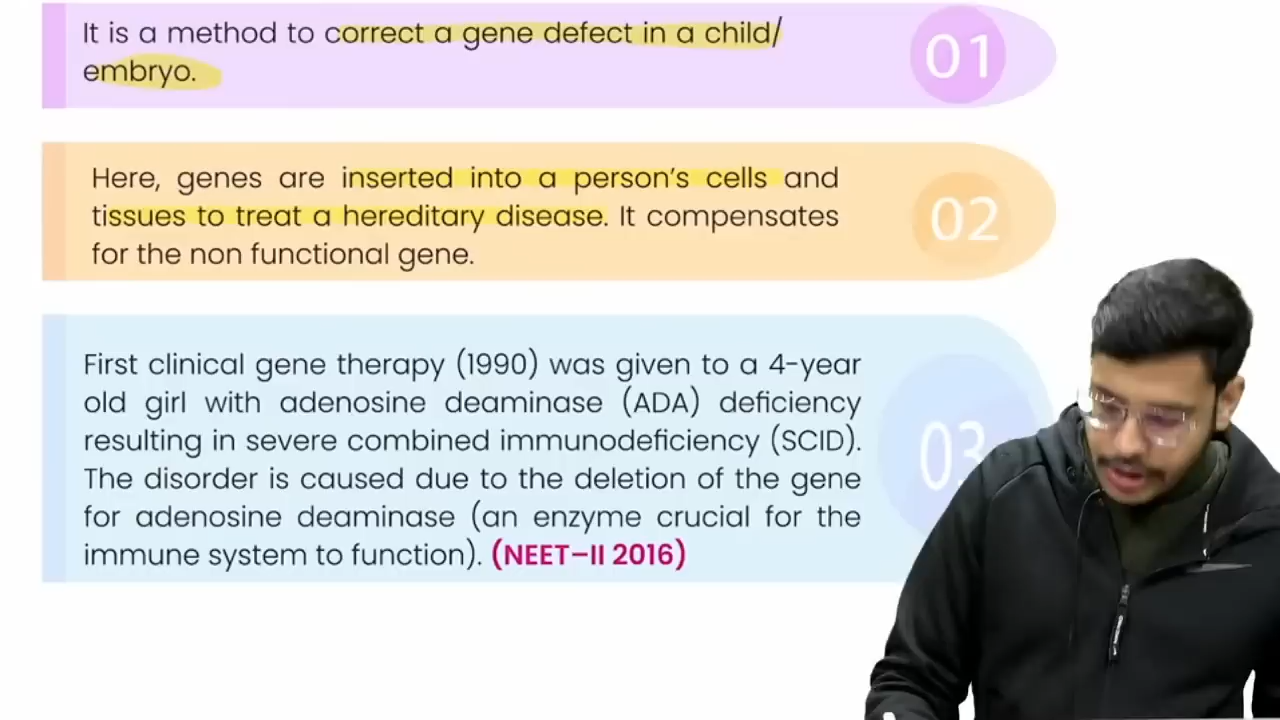 It is a method to correct a gene defect in a child/
embryo.
01
Here, genes are inserted into a person's cells and
tissues to treat a hereditary disease. It compensates
for the non functional gene.
02
First clinical gene therapy (1990) was given to a 4-year
old girl with adenosine deaminase (ADA) deficiency
resulting in severe combined immunodeficiency (SCID).
The disorder is caused due to the deletion of the gene
for adenosine deaminase (an enzyme crucial for the
immune system to function). (NEET–II 2016)
03